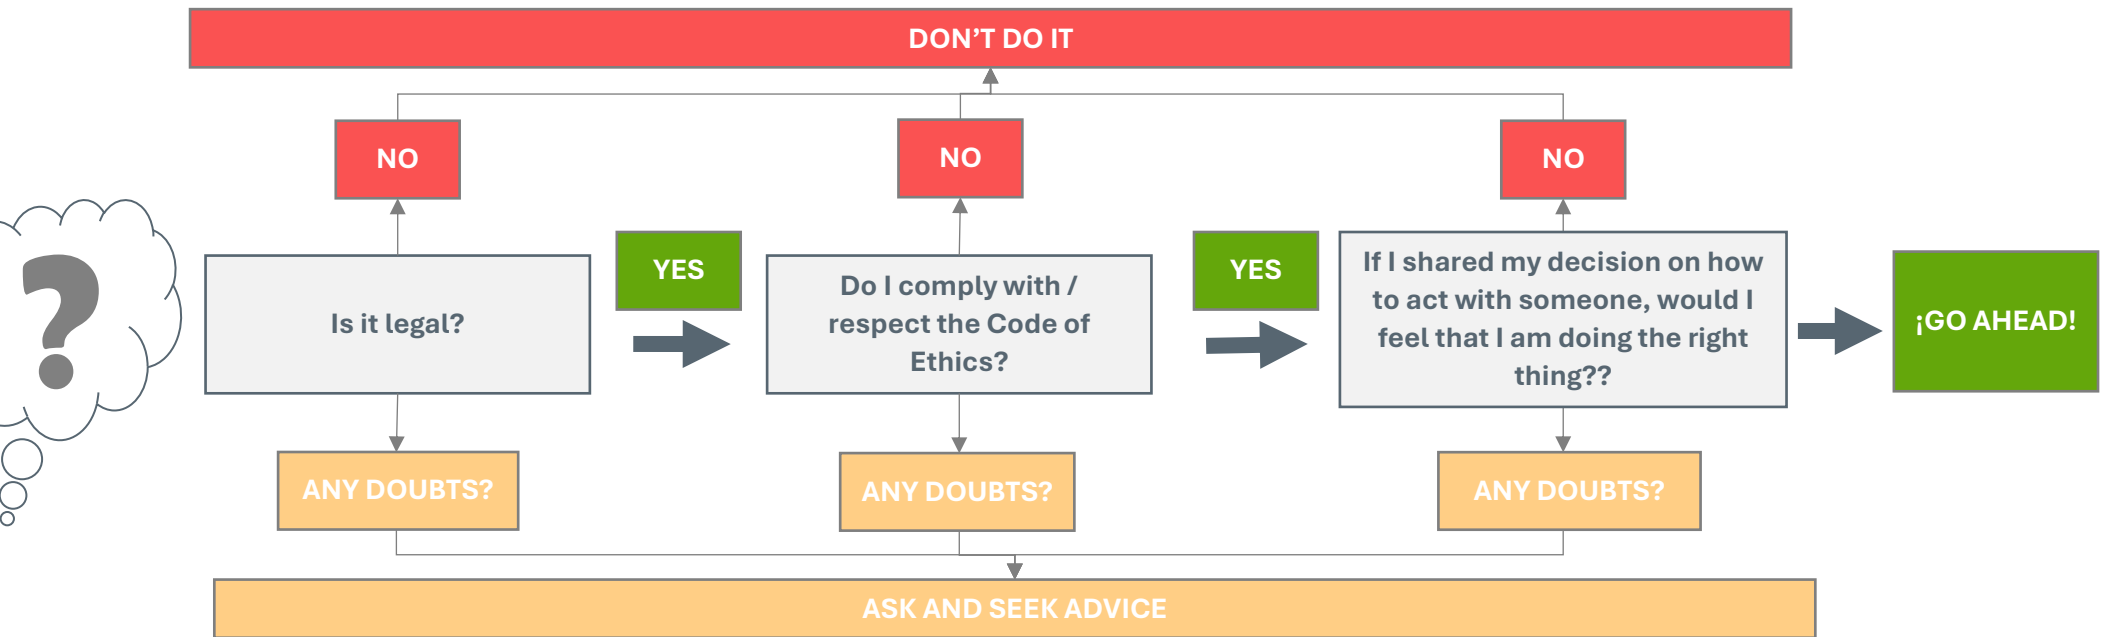 DON'T DO IT
NO
NO
NO
YES
YES
Is it legal?
Do I comply with /
respect the Code of
Ethics?
If I shared my decision on how
to act with someone, would I
feel that I am doing the right
thing??
¡GO AHEAD!
ANY DOUBTS?
ANY DOUBTS?
ANY DOUBTS?
ASK AND SEEK ADVICE
?